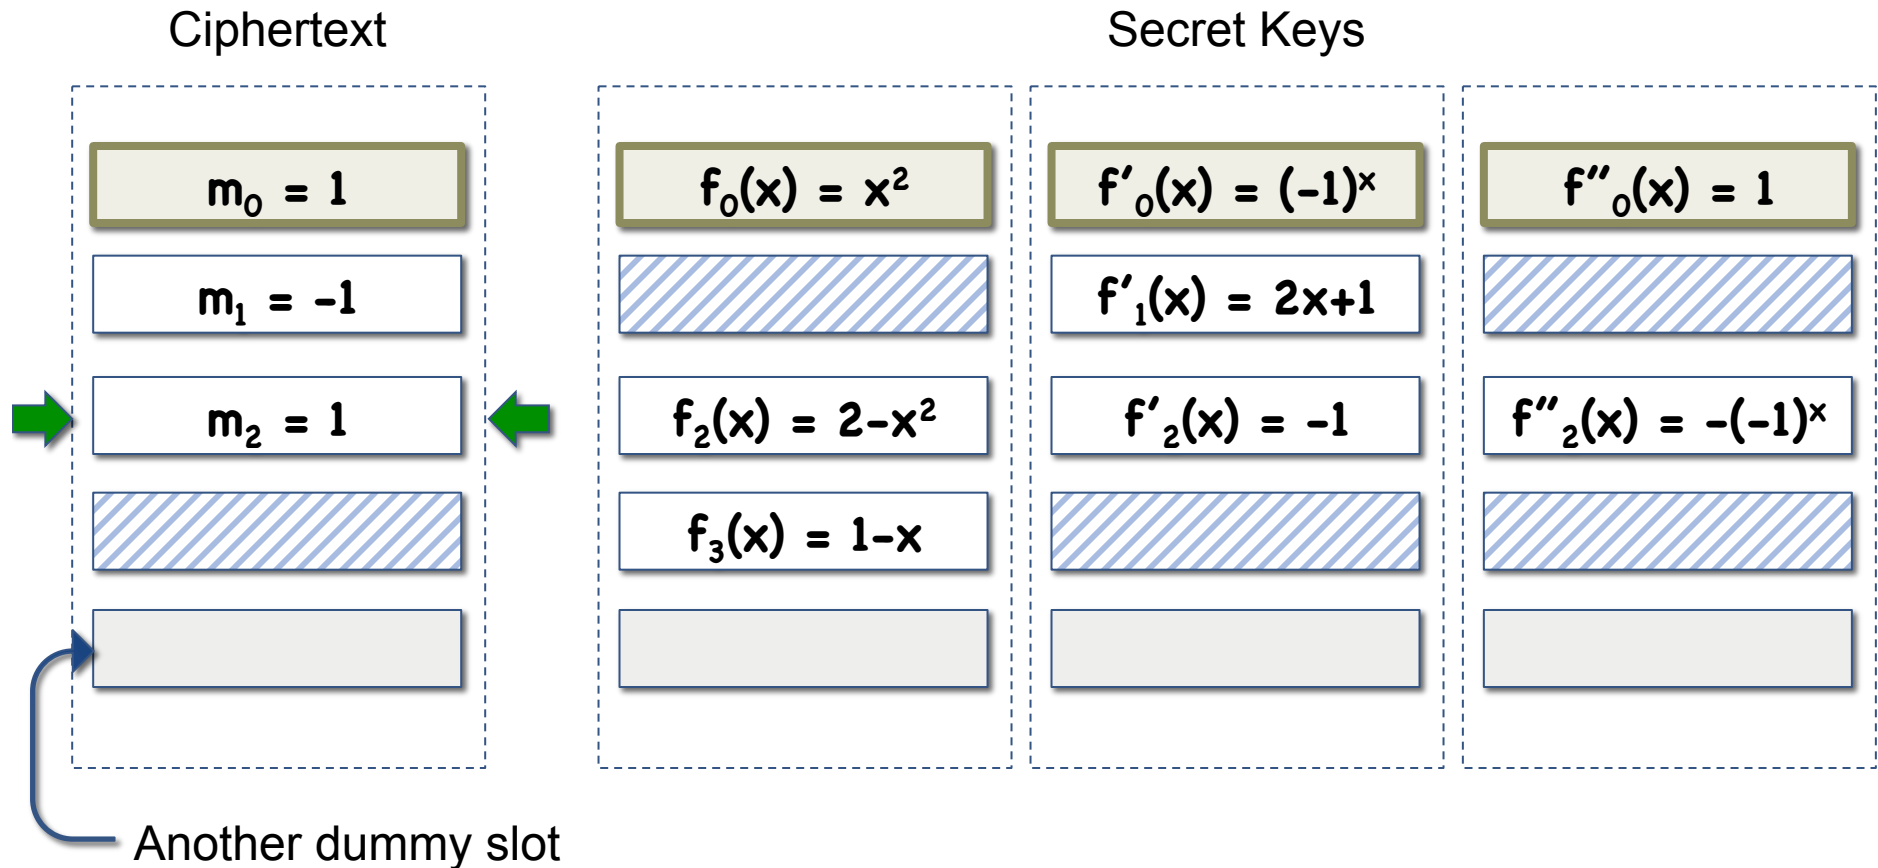 Ciphertext
Secret Keys
m₀ = 1
f₀(x) = x²
f′₀(x) = (-1)ˣ
f″₀(x) = 1
m₁ = -1
f′₁(x) = 2x+1
m₂ = 1
f₂(x) = 2-x²
f′₂(x) = -1
f″₂(x) = -(-1)ˣ
f₃(x) = 1-x
Another dummy slot